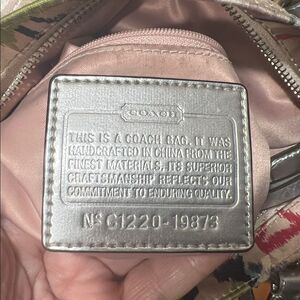 COACH
THIS IS A COACH BAG. IT WAS
HANDCRAFTED IN CHINA FROM THE
FINEST MATERIALS. ITS SUPERIOR
CRAFTSMANSHIP REFLECTS OUR
COMMITMENT TO ENDURING QUALITY.
Nº C1220-19873